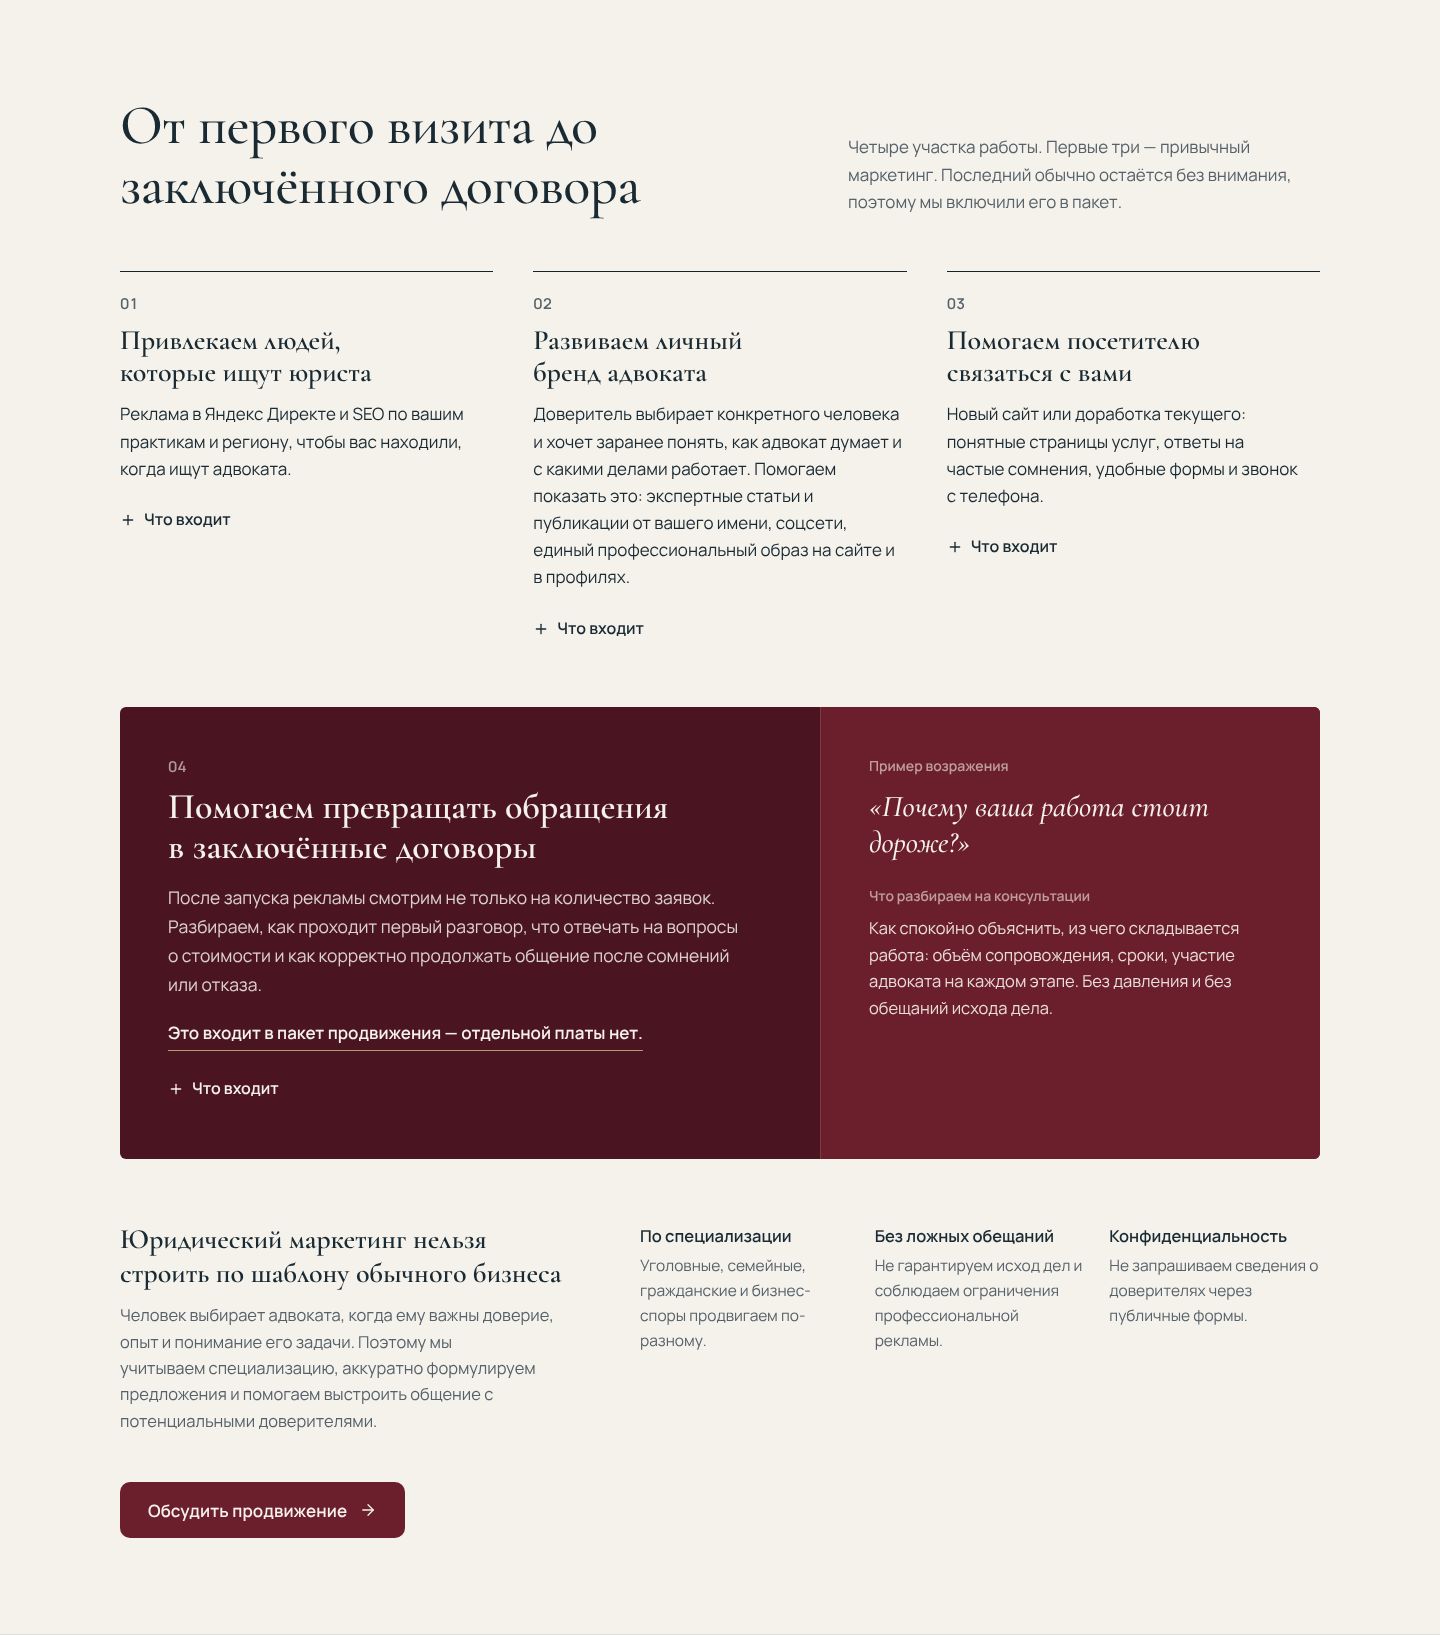 От первого визита до
заключённого договора
Четыре участка работы. Первые три — привычный
маркетинг. Последний обычно остаётся без внимания,
поэтому мы включили его в пакет.
01
Привлекаем людей,
которые ищут юриста
Реклама в Яндекс Директе и SEO по вашим
практикам и региону, чтобы вас находили,
когда ищут адвоката.
+ Что входит
02
Развиваем личный
бренд адвоката
Доверитель выбирает конкретного человека
и хочет заранее понять, как адвокат думает и
с какими делами работает. Помогаем
показать это: экспертные статьи и
публикации от вашего имени, соцсети,
единый профессиональный образ на сайте и
в профилях.
+ Что входит
03
Помогаем посетителю
связаться с вами
Новый сайт или доработка текущего:
понятные страницы услуг, ответы на
частые сомнения, удобные формы и звонок
с телефона.
+ Что входит
04
Помогаем превращать обращения
в заключённые договоры
После запуска рекламы смотрим не только на количество заявок.
Разбираем, как проходит первый разговор, что отвечать на вопросы
о стоимости и как корректно продолжать общение после сомнений
или отказа.
Это входит в пакет продвижения — отдельной платы нет.
+ Что входит
Пример возражения
«Почему ваша работа стоит
дороже?»
Что разбираем на консультации
Как спокойно объяснить, из чего складывается
работа: объём сопровождения, сроки, участие
адвоката на каждом этапе. Без давления и без
обещаний исхода дела.
Юридический маркетинг нельзя
строить по шаблону обычного бизнеса
Человек выбирает адвоката, когда ему важны доверие,
опыт и понимание его задачи. Поэтому мы
учитываем специализацию, аккуратно формулируем
предложения и помогаем выстроить общение с
потенциальными доверителями.
По специализации
Уголовные, семейные,
гражданские и бизнес-
споры продвигаем по-
разному.
Без ложных обещаний
Не гарантируем исход дел и
соблюдаем ограничения
профессиональной
рекламы.
Конфиденциальность
Не запрашиваем сведения о
доверителях через
публичные формы.
Обсудить продвижение →